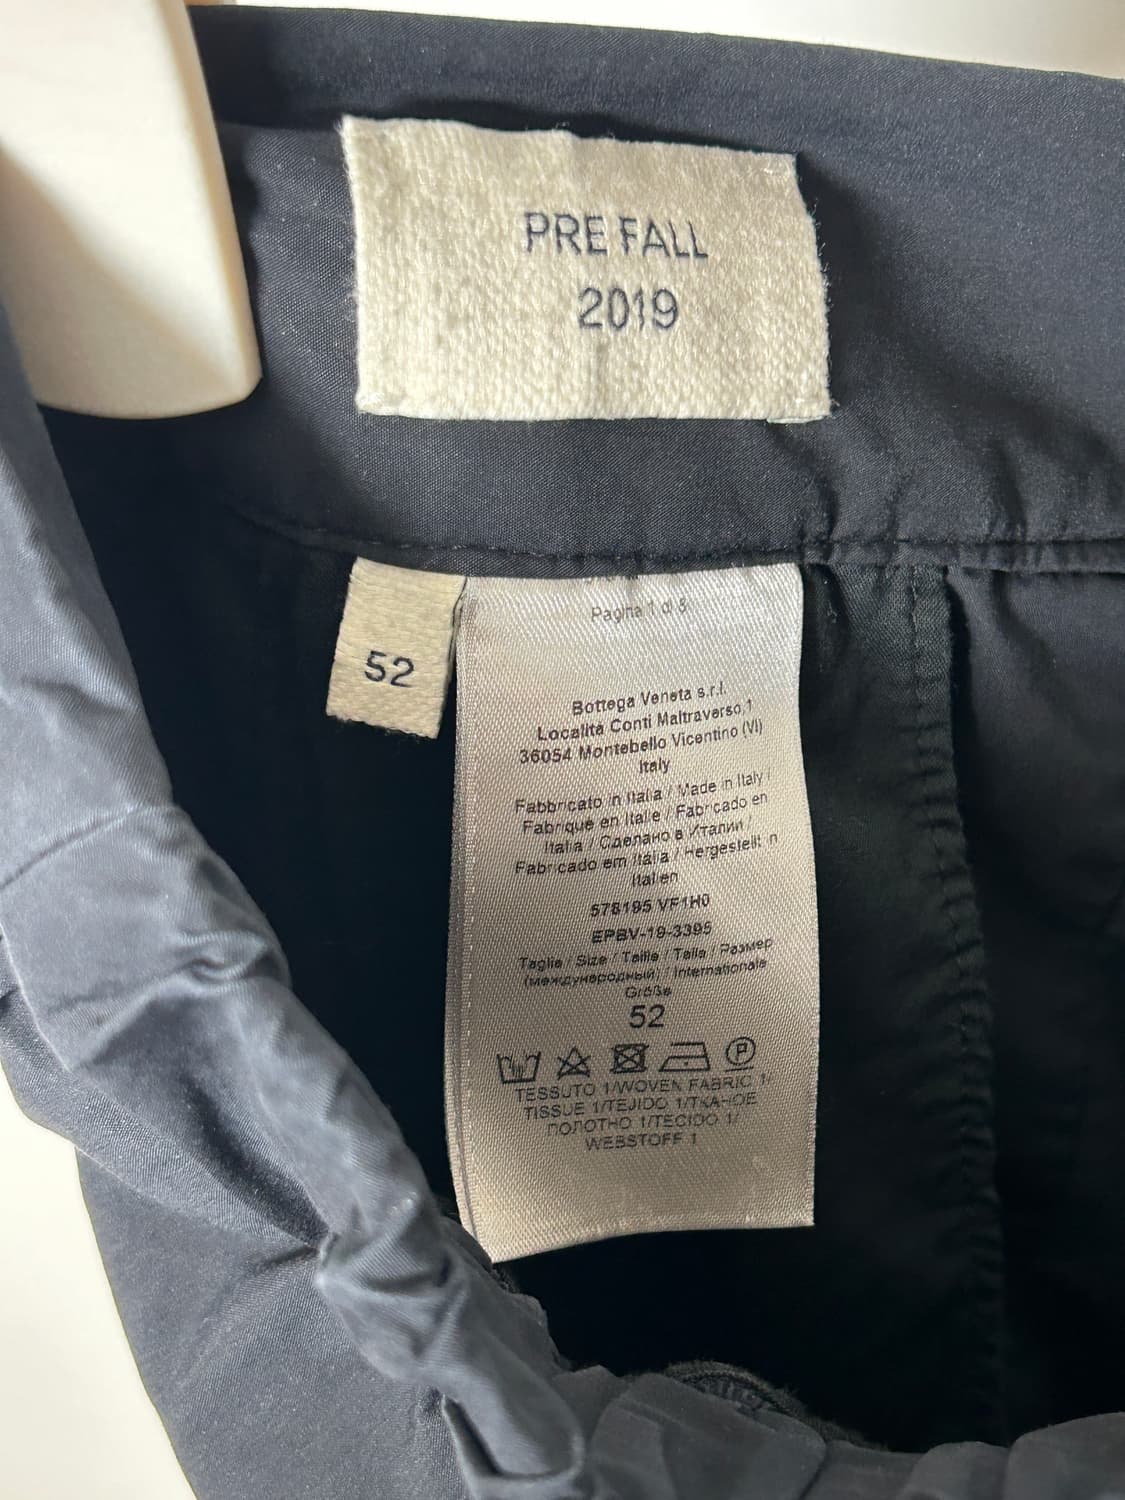 PRE FALL
2019
52
Pagina 1 di 8
Bottega Veneta s.r.l.
Località Conti Maltraverso,1
36054 Montebello Vicentino (VI)
Italy
Fabbricato in Italia / Made in Italy /
Fabriqué en Italie / Fabricado en
Italia / Сделано в Италии /
Fabricado em Itália / Hergestellt in
Italien
578195 VF1H0
EPBV-19-3395
Taglia / Size / Taille / Talla / Размер
(международный) / Internationale
Größe
52
TESSUTO 1/WOVEN FABRIC 1/
TISSUE 1/TEJIDO 1/ТКАНОЕ
ПОЛОТНО 1/TECIDO 1/
WEBSTOFF 1